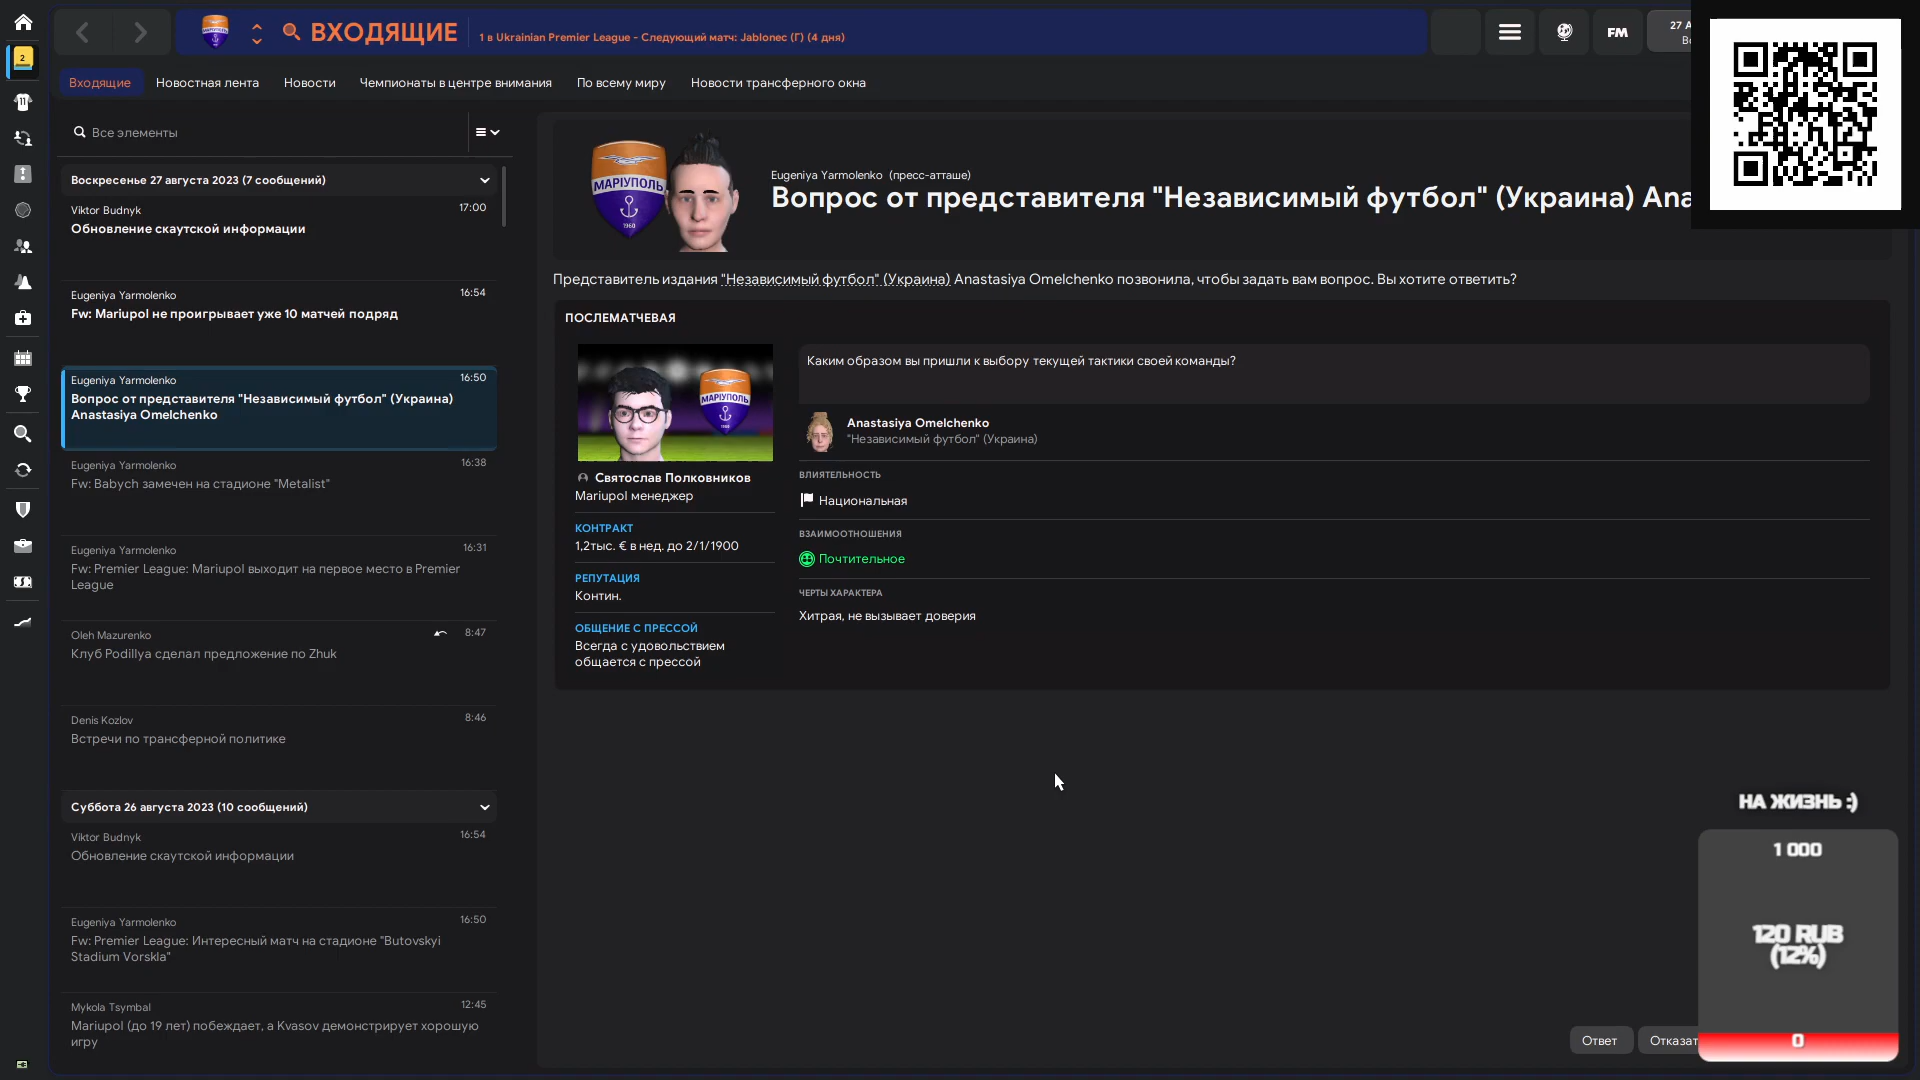 2
МАРІУПОЛЬ
ВХОДЯЩИЕ
1 в Ukrainian Premier League - Следующий матч: Jablonec (Г) (4 дня)
FM
27 А
Вс
Входящие
Новостная лента
Новости
Чемпионаты в центре внимания
По всему миру
Новости трансферного окна
Все элементы
Воскресенье 27 августа 2023 (7 сообщений)
Viktor Budnyk
17:00
Обновление скаутской информации
Eugeniya Yarmolenko
16:54
Fw: Mariupol не проигрывает уже 10 матчей подряд
Eugeniya Yarmolenko
16:50
Вопрос от представителя "Независимый футбол" (Украина)
Anastasiya Omelchenko
Eugeniya Yarmolenko
16:38
Fw: Babych замечен на стадионе "Metalist"
Eugeniya Yarmolenko
16:31
Fw: Premier League: Mariupol выходит на первое место в Premier
League
Oleh Mazurenko
8:47
Клуб Podillya сделал предложение по Zhuk
Denis Kozlov
8:46
Встречи по трансферной политике
Суббота 26 августа 2023 (10 сообщений)
Viktor Budnyk
16:54
Обновление скаутской информации
Eugeniya Yarmolenko
16:50
Fw: Premier League: Интересный матч на стадионе "Butovskyi
Stadium Vorskla"
Mykola Tsymbal
12:45
Mariupol (до 19 лет) побеждает, а Kvasov демонстрирует хорошую
игру
МАРІУПОЛЬ
1960
Eugeniya Yarmolenko (пресс-атташе)
Вопрос от представителя "Независимый футбол" (Украина) Ana
Представитель издания "Независимый футбол" (Украина) Anastasiya Omelchenko позвонила, чтобы задать вам вопрос. Вы хотите ответить?
ПОСЛЕМАТЧЕВАЯ
МАРІУПОЛЬ
Святослав Полковников
Mariupol менеджер
КОНТРАКТ
1,2тыс. € в нед. до 2/1/1900
РЕПУТАЦИЯ
Контин.
ОБЩЕНИЕ С ПРЕССОЙ
Всегда с удовольствием
общается с прессой
Каким образом вы пришли к выбору текущей тактики своей команды?
Anastasiya Omelchenko
"Независимый футбол" (Украина)
ВЛИЯТЕЛЬНОСТЬ
Национальная
ВЗАИМООТНОШЕНИЯ
Почтительное
ЧЕРТЫ ХАРАКТЕРА
Хитрая, не вызывает доверия
НА ЖИЗНЬ :)
1 000
120 RUB
(12%)
0
Ответ
Отказат